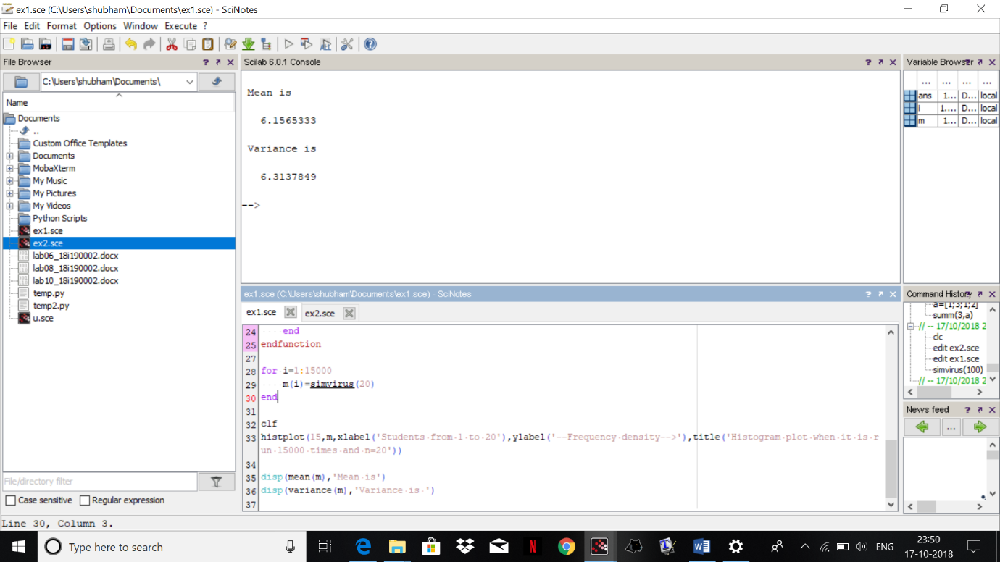 ex1.sce (C:\Users\shubham\Documents\ex1.sce) - SciNotes
File Edit Format Options Window Execute ?
File Browser
C:\Users\shubham\Documents\
Name
Documents
..
Custom Office Templates
Documents
MobaXterm
My Music
My Pictures
My Videos
Python Scripts
ex1.sce
ex2.sce
lab06_18i190002.docx
lab08_18i190002.docx
lab10_18i190002.docx
temp.py
temp2.py
u.sce
File/directory filter
Case sensitive Regular expression
Scilab 6.0.1 Console
Mean is
6.1565333
Variance is
6.3137849
-->
ex1.sce (C:\Users\shubham\Documents\ex1.sce) - SciNotes
ex1.sce ex2.sce
24 end
25 endfunction
27
28 for i=1:15000
29 m(i)=simvirus(20)
30 end
31
32 clf
33 histplot(15,m,xlabel('Students from 1 to 20'),ylabel('--Frequency density-->'),title('Histogram plot when it is r
un 15000 times and n=20'))
34
35 disp(mean(m),'Mean is')
36 disp(variance(m),'Variance is ')
37
Variable Browser
... ... ... ...
ans 1... D... local
i 1.... D... local
m 1... D... local
Command History
a=[1;3;1;2]
summ(3,a)
// -- 17/10/2018 2
clc
edit ex2.sce
edit ex1.sce
simvirus(100)
// -- 17/10/2018 2
News feed
...
Line 30, Column 3.
Type here to search
ENG
23:50
17-10-2018